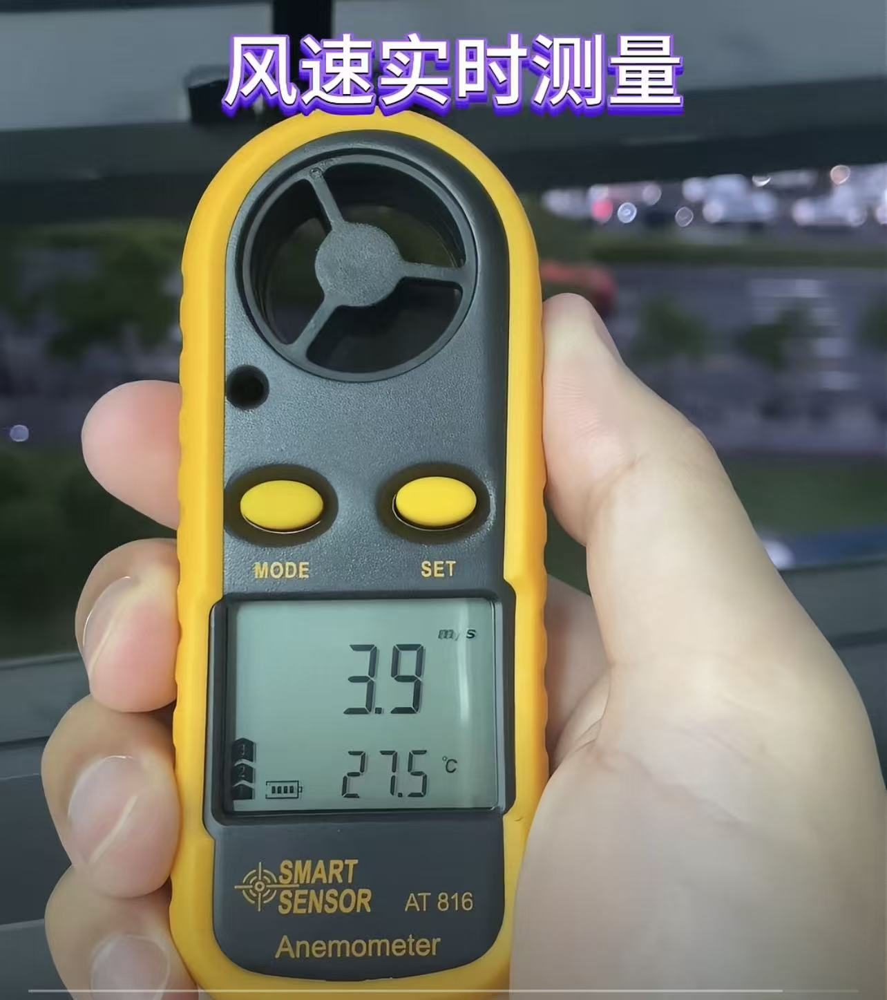 风速实时测量
MODE SET
m/s
3.9
27.5 °C
SMART
SENSOR AT 816
Anemometer